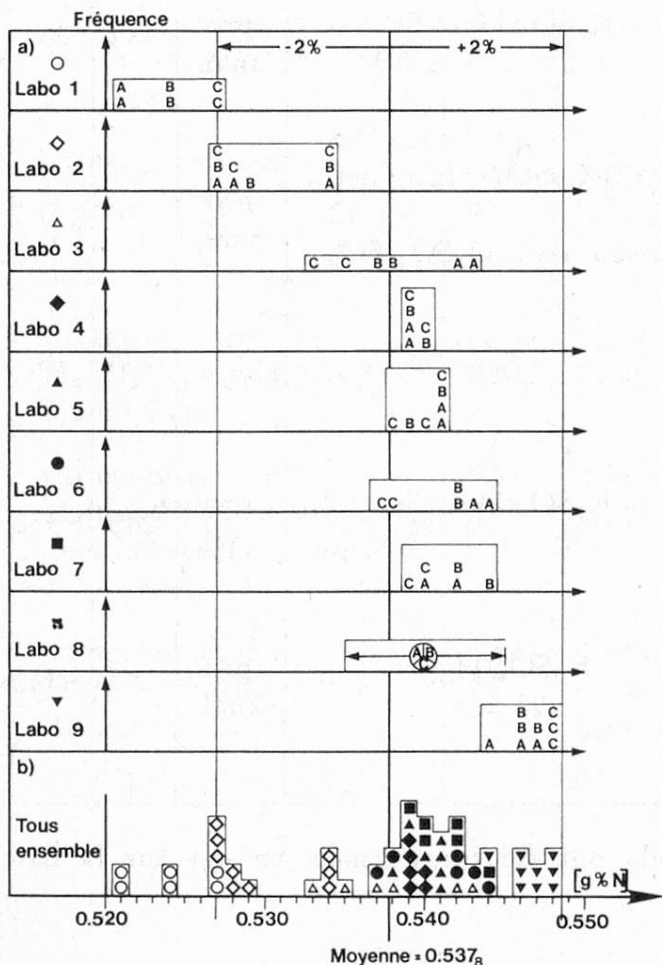 Fréquence
a)
-2% +2%
Labo 1
A B C
A B C
Labo 2
C C
B C B
A A B A
Labo 3
C C B B A A
Labo 4
C
B
A C
A B
Labo 5
C
B
A
C B C A
Labo 6
B
C C B A A
Labo 7
C B
C A A B
Labo 8
A B
C
Labo 9
B C
B B C
A A A C
b)
Tous
ensemble
[g % N]
0.520 0.530 0.540 0.550
Moyenne = 0.537₈